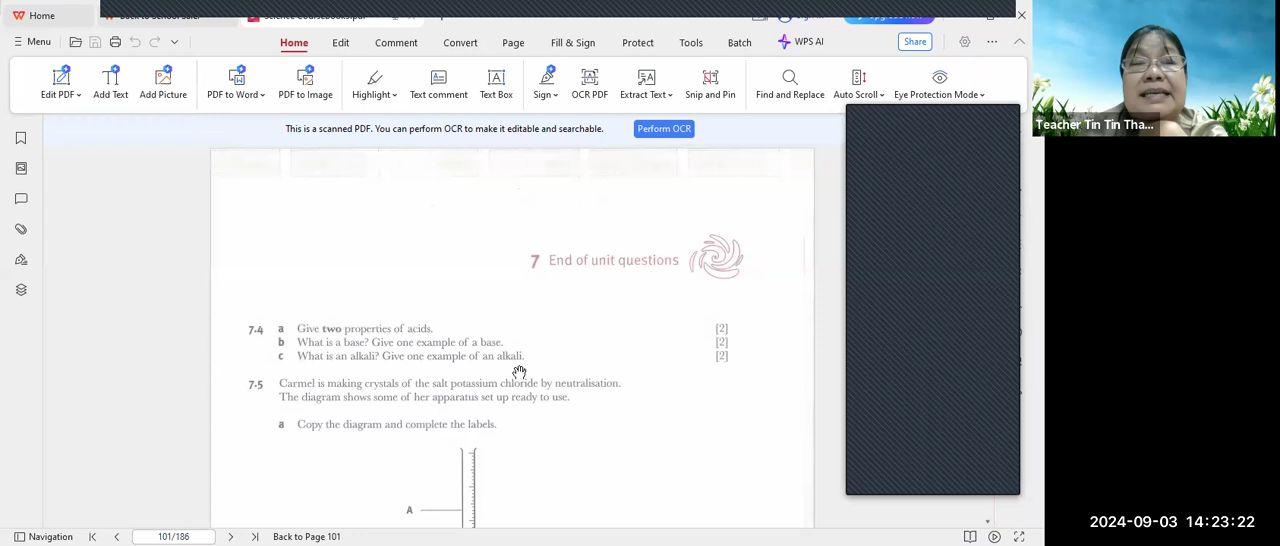 Home
Menu
Home Edit Comment Convert Page Fill & Sign Protect Tools Batch WPS AI Share
Edit PDF Add Text Add Picture PDF to Word PDF to Image Highlight Text comment Text Box Sign OCR PDF Extract Text Snip and Pin Find and Replace Auto Scroll Eye Protection Mode
This is a scanned PDF. You can perform OCR to make it editable and searchable. Perform OCR
Teacher Tin Tin Tha...
7 End of unit questions
7.4 a Give two properties of acids. [2]
b What is a base? Give one example of a base. [2]
c What is an alkali? Give one example of an alkali. [2]
7.5 Carmel is making crystals of the salt potassium chloride by neutralisation.
The diagram shows some of her apparatus set up ready to use.
a Copy the diagram and complete the labels.
A
2024-09-03 14:23:22
Navigation 101/186 Back to Page 101